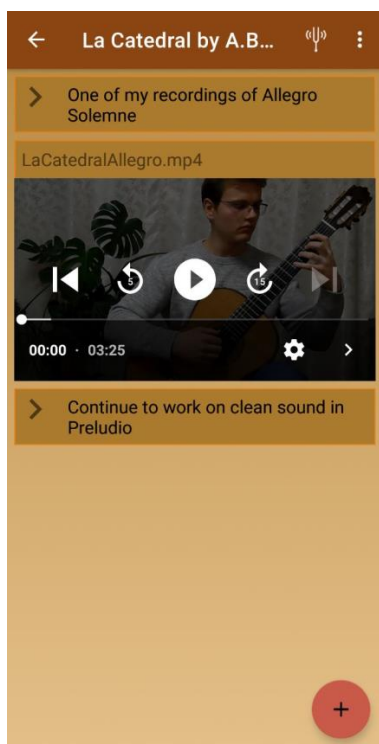 La Catedral by A.B...
One of my recordings of Allegro
Solemne
LaCatedralAllegro.mp4
5
15
00:00 · 03:25
Continue to work on clean sound in
Preludio
+